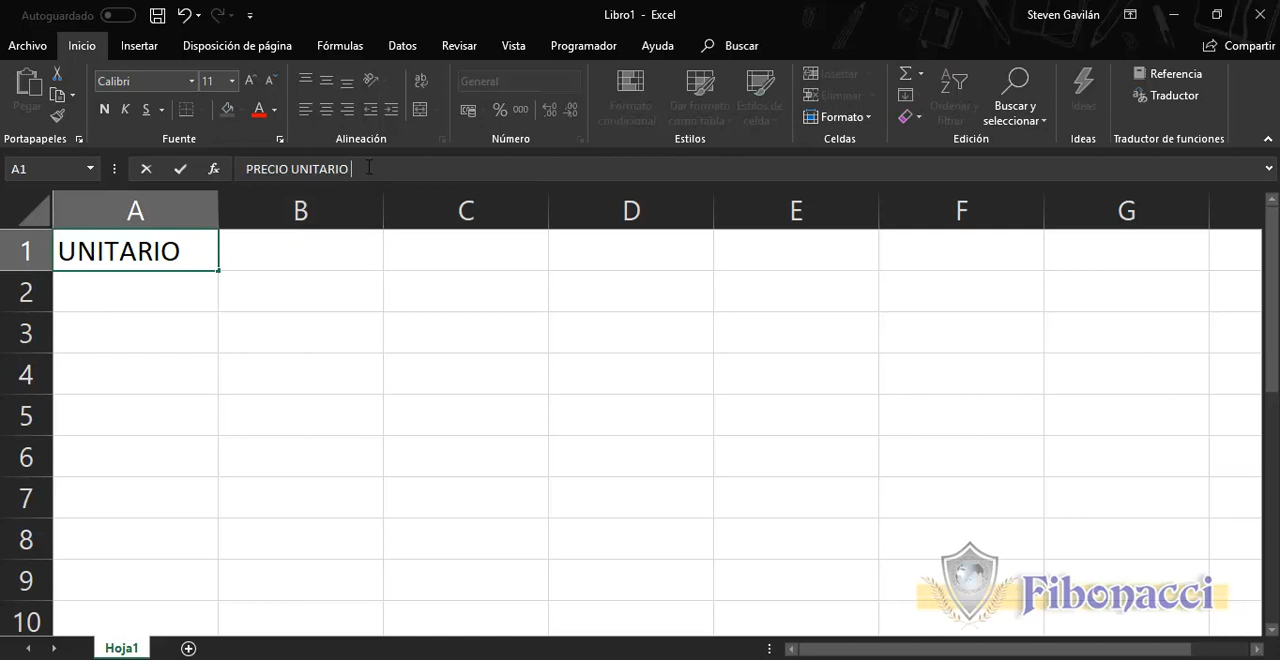 Autoguardado
Libro1 - Excel
Steven Gavilán
Archivo Inicio Insertar Disposición de página Fórmulas Datos Revisar Vista Programador Ayuda Buscar Compartir
Pegar
Calibri 11
N K S
General
% 000
Formato condicional
Dar formato como tabla
Estilos de celda
Insertar
Eliminar
Formato
Ordenar y filtrar
Buscar y seleccionar
Ideas
Referencia
Traductor
Portapapeles Fuente Alineación Número Estilos Celdas Edición Ideas Traductor de funciones
A1 fx PRECIO UNITARIO
A B C D E F G
1 UNITARIO
2
3
4
5
6
7
8
9
10
Fibonacci
Hoja1